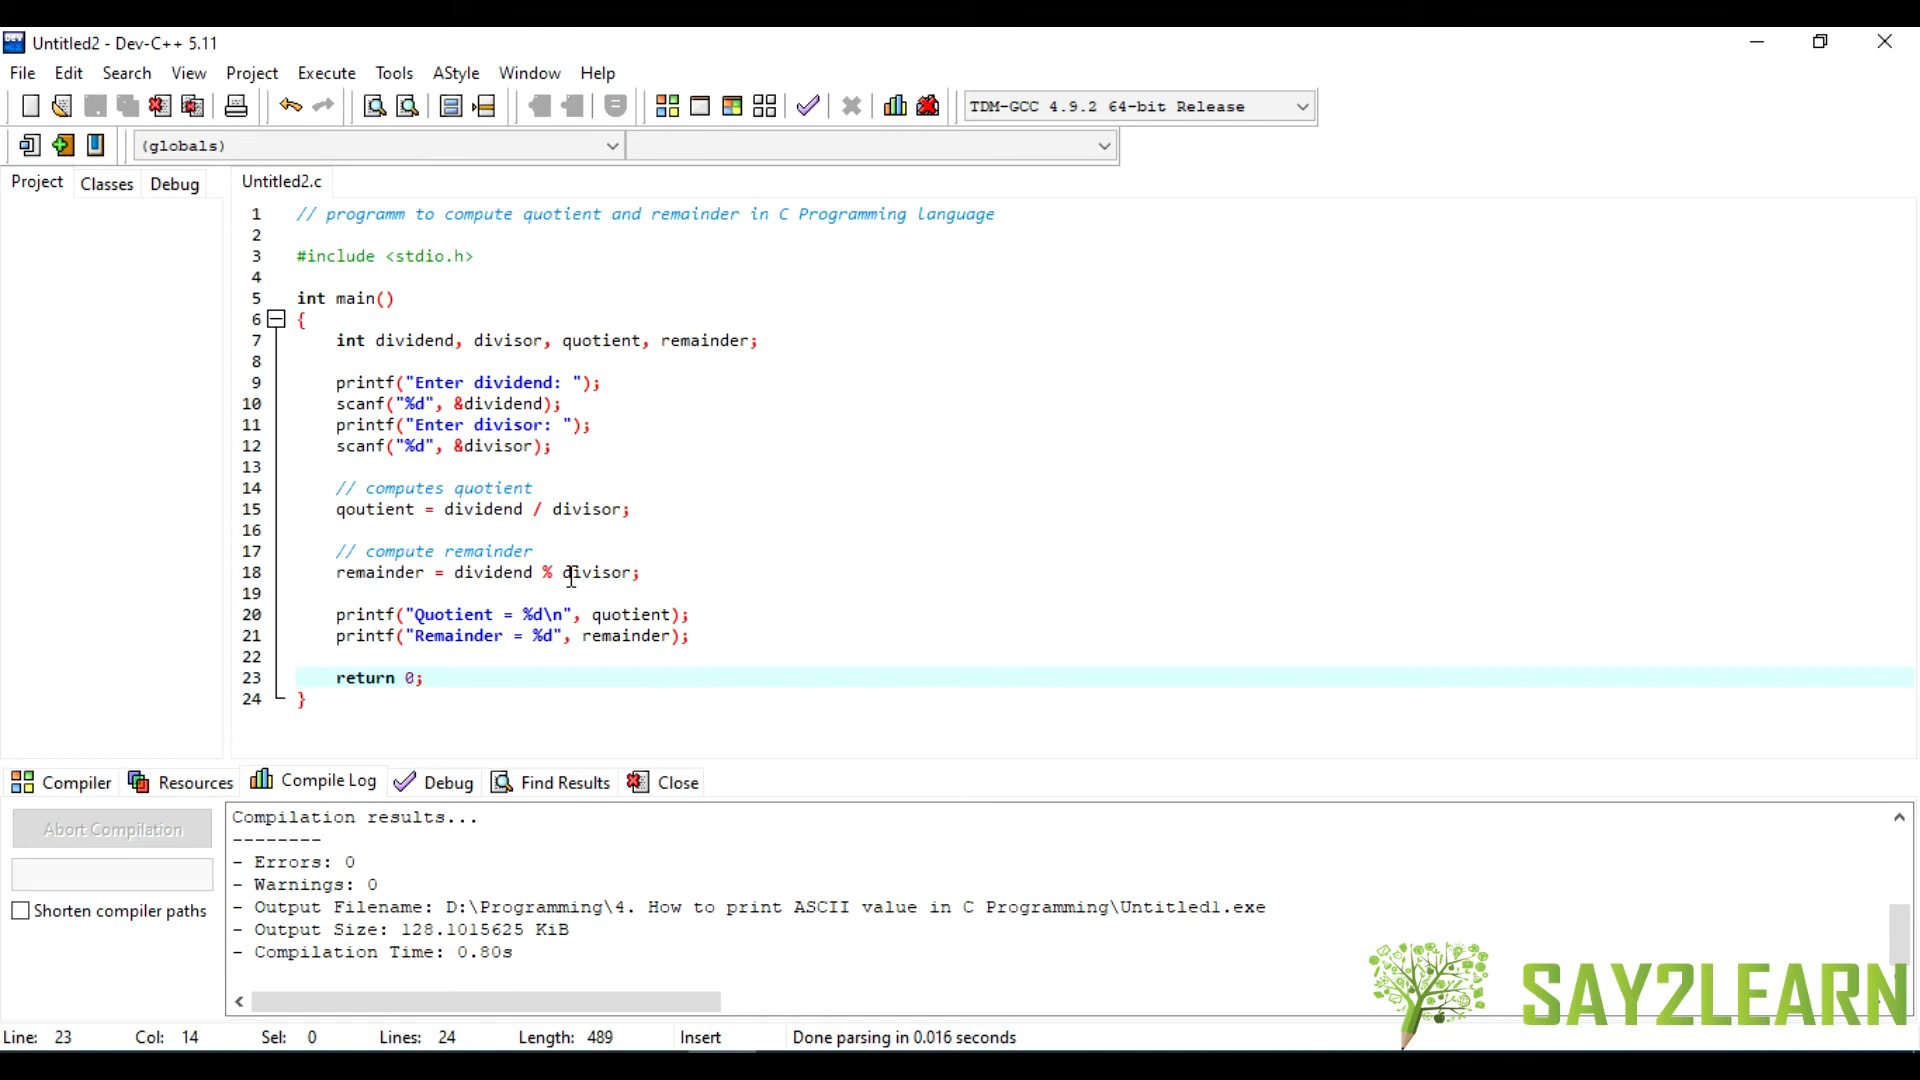 Untitled2 - Dev-C++ 5.11
File Edit Search View Project Execute Tools AStyle Window Help
TDM-GCC 4.9.2 64-bit Release
(globals)
Project Classes Debug Untitled2.c
1 // programm to compute quotient and remainder in C Programming language
2
3 #include <stdio.h>
4
5 int main()
6 {
7 int dividend, divisor, quotient, remainder;
8
9 printf("Enter dividend: ");
10 scanf("%d", &dividend);
11 printf("Enter divisor: ");
12 scanf("%d", &divisor);
13
14 // computes quotient
15 qoutient = dividend / divisor;
16
17 // compute remainder
18 remainder = dividend % divisor;
19
20 printf("Quotient = %d\n", quotient);
21 printf("Remainder = %d", remainder);
22
23 return 0;
24 }
Compiler Resources Compile Log Debug Find Results Close
Abort Compilation
Shorten compiler paths
Compilation results...
--------
- Errors: 0
- Warnings: 0
- Output Filename: D:\Programming\4. How to print ASCII value in C Programming\Untitled1.exe
- Output Size: 128.1015625 KiB
- Compilation Time: 0.80s
SAY2LEARN
Line: 23 Col: 14 Sel: 0 Lines: 24 Length: 489 Insert Done parsing in 0.016 seconds